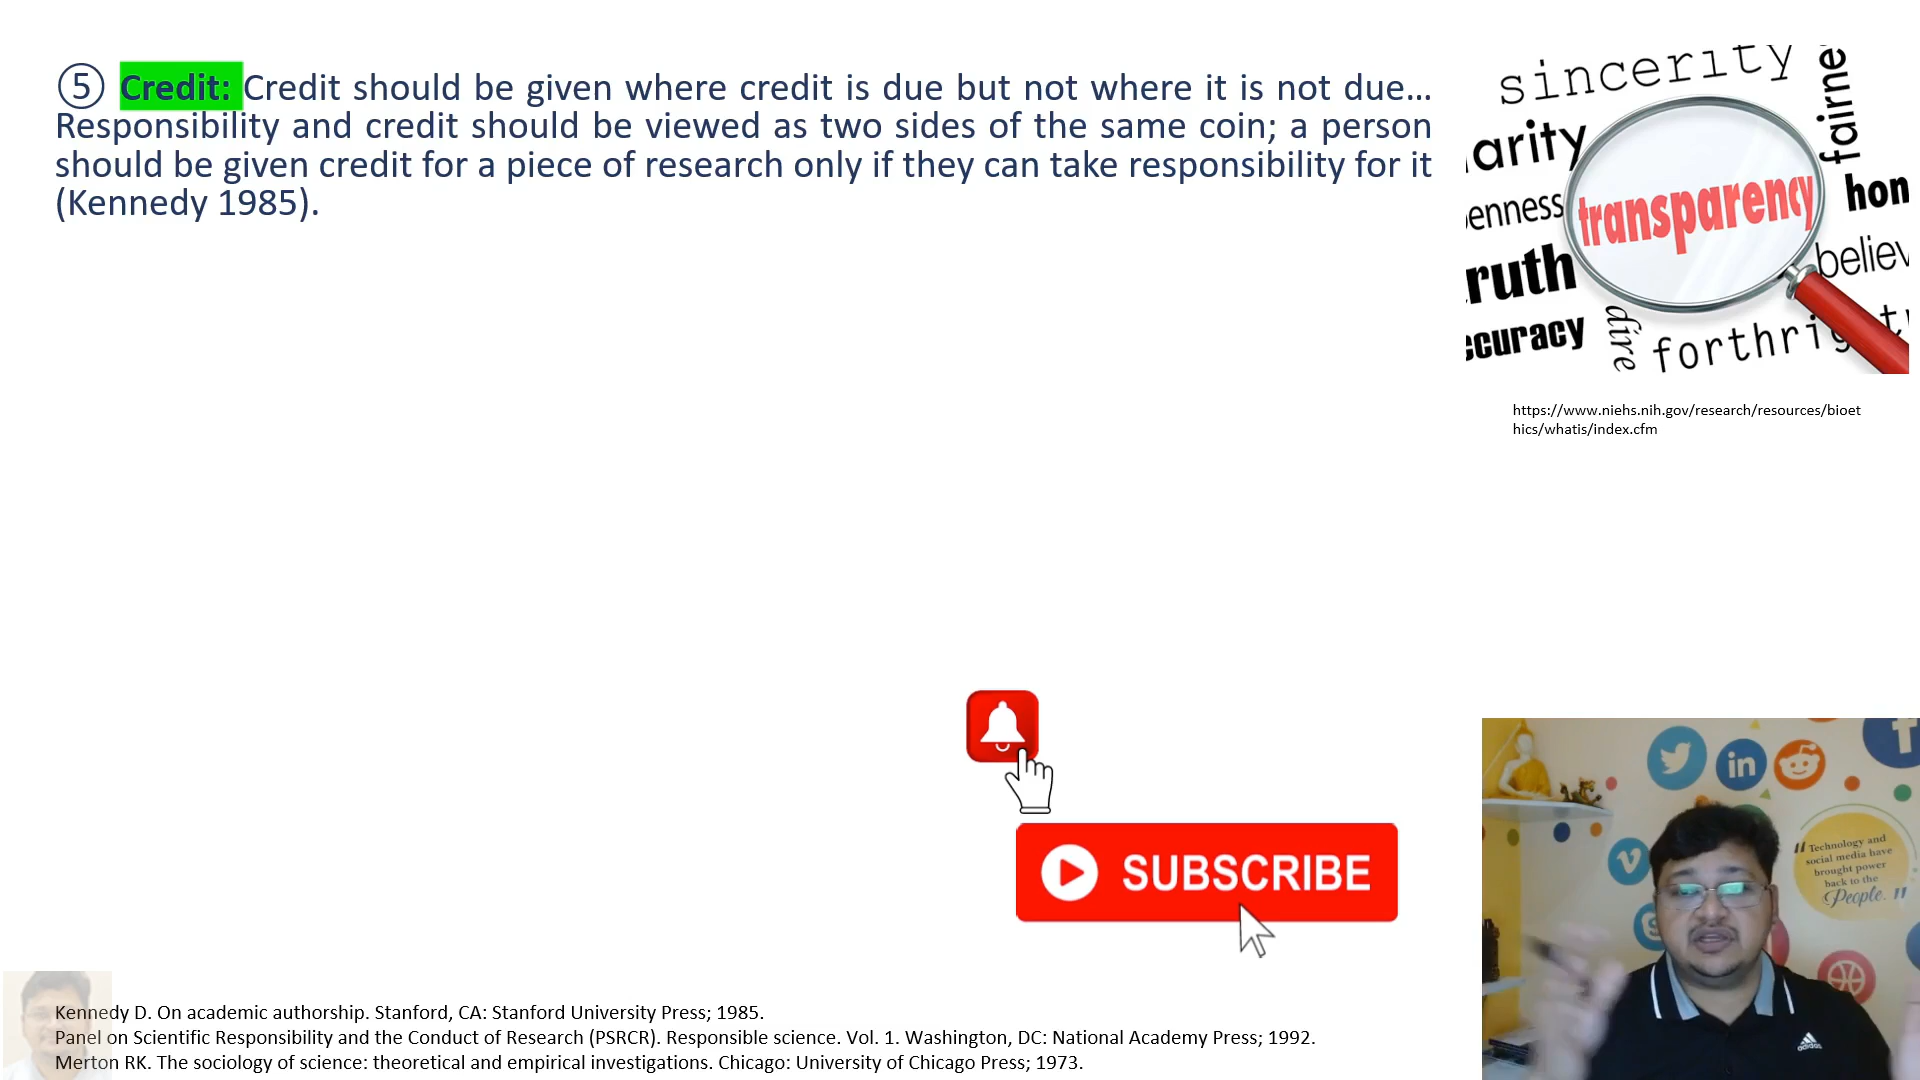 ⑤ Credit: Credit should be given where credit is due but not where it is not due…
Responsibility and credit should be viewed as two sides of the same coin; a person
should be given credit for a piece of research only if they can take responsibility for it
(Kennedy 1985).
sincerity
fairne
arity
transparency
hon
enness
ruth
believ
ccuracy
dire
forthrig
https://www.niehs.nih.gov/research/resources/bioet
hics/whatis/index.cfm
SUBSCRIBE
in
Technology and
social media have
brought power
back to the
People.
adidas
Kennedy D. On academic authorship. Stanford, CA: Stanford University Press; 1985.
Panel on Scientific Responsibility and the Conduct of Research (PSRCR). Responsible science. Vol. 1. Washington, DC: National Academy Press; 1992.
Merton RK. The sociology of science: theoretical and empirical investigations. Chicago: University of Chicago Press; 1973.